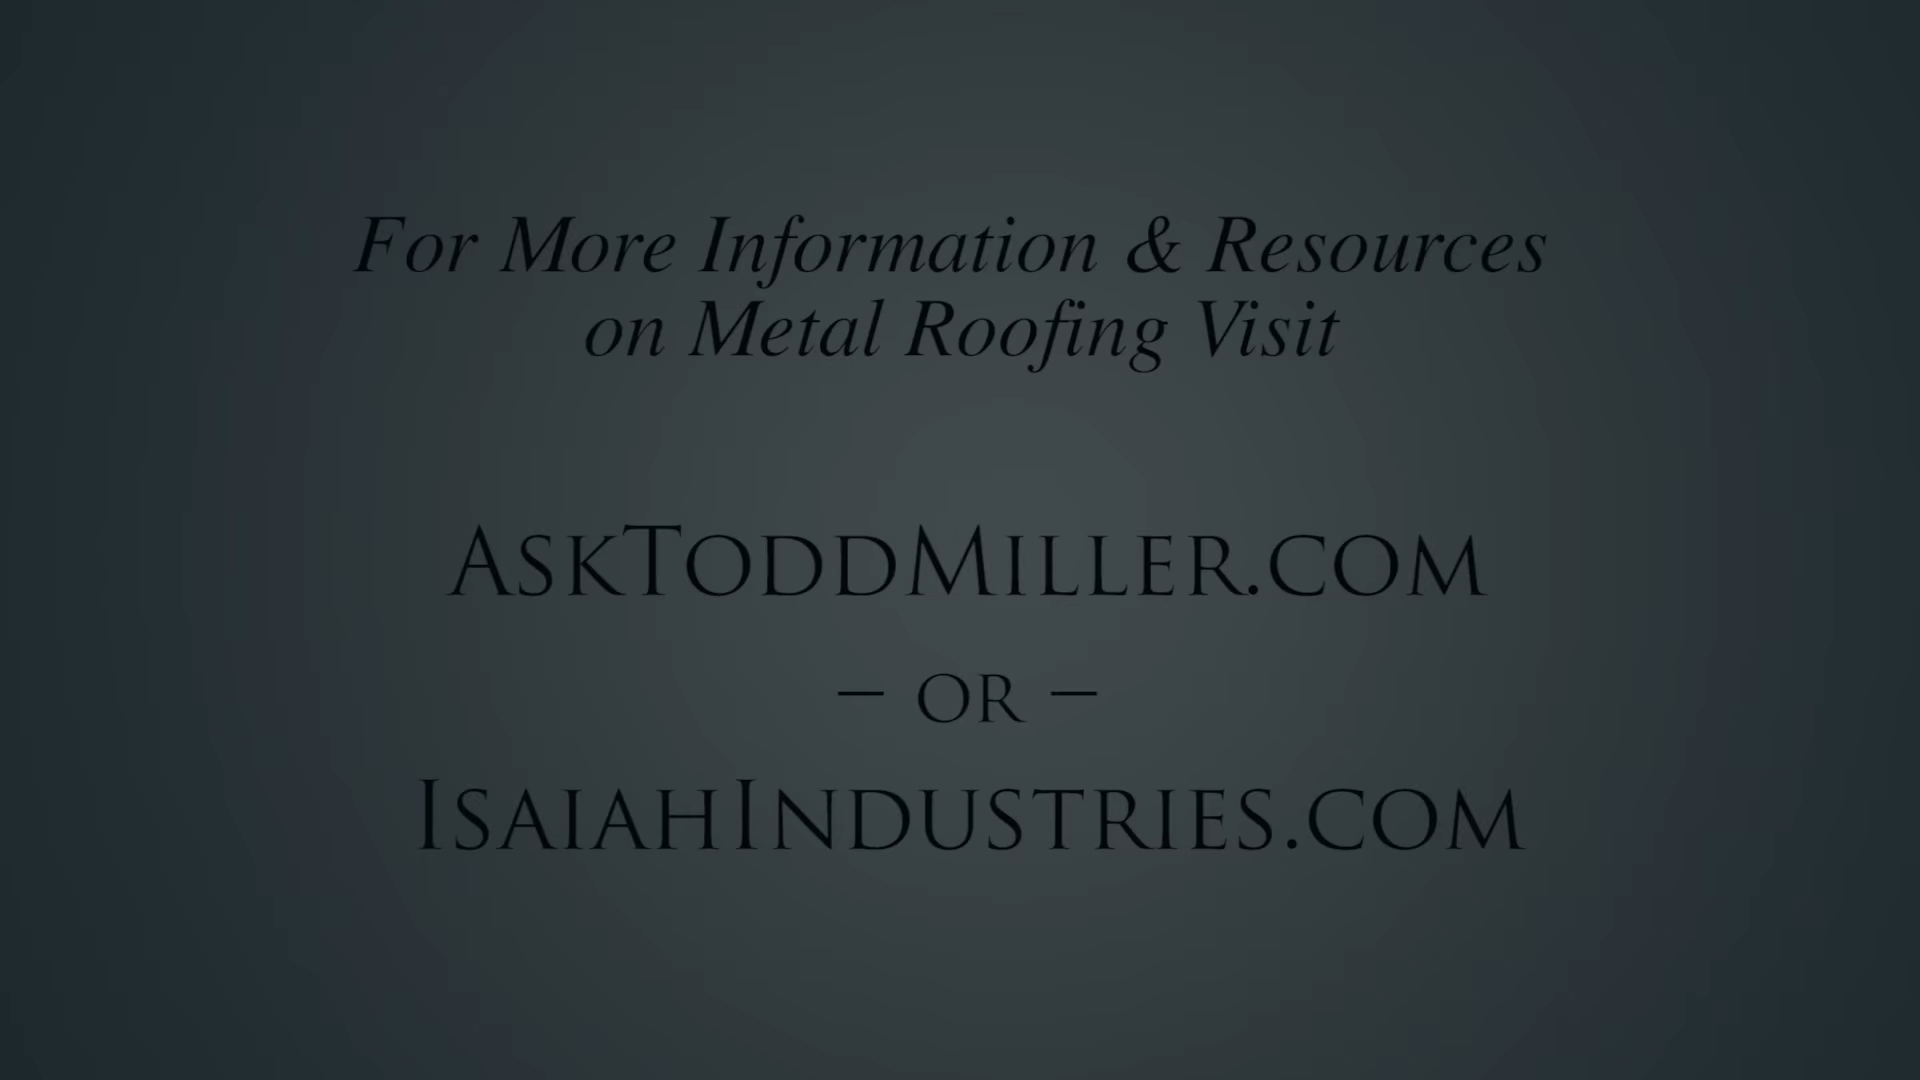 For More Information & Resources
on Metal Roofing Visit
AskToddMiller.com
– or –
IsaiahIndustries.com